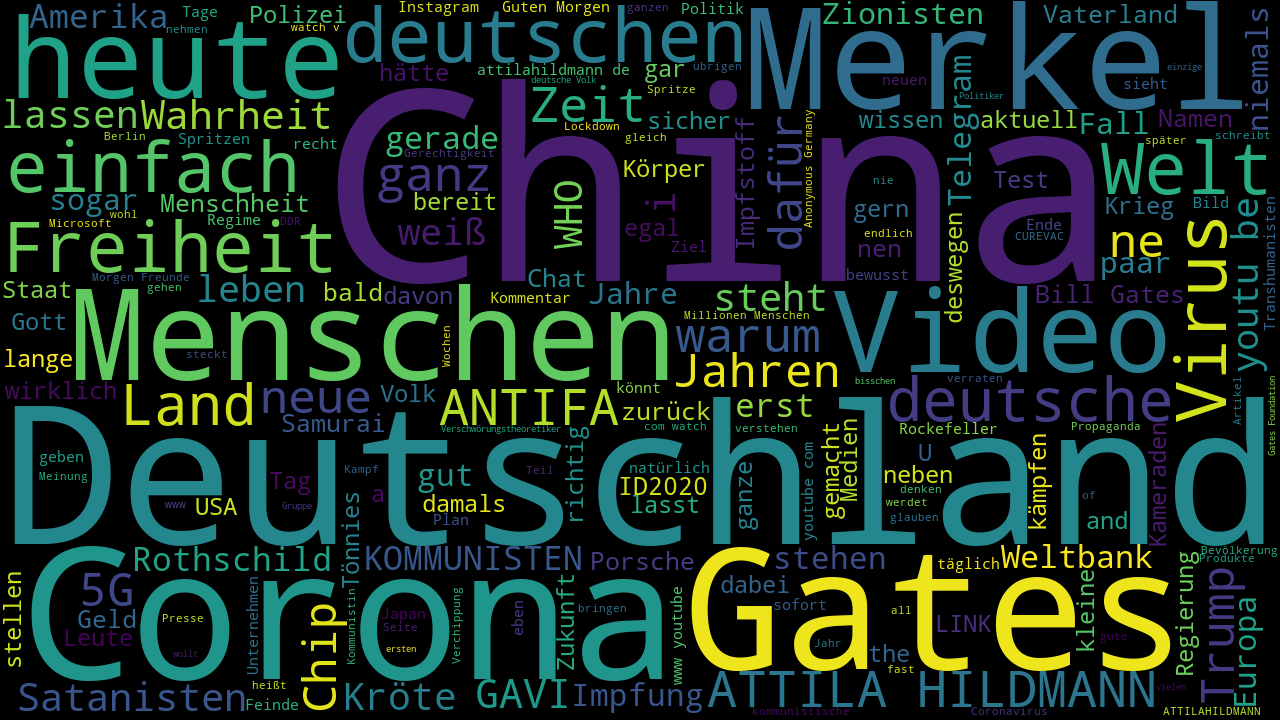 Amerika
Tage
nehmen
Polizei
watch v
Instagram
Guten Morgen
ganzen
Politik
Zionisten
Vaterland
niemals
heute
deutschen
Merkel
hätte
attilahildmann de
deutsche Volk
gar
übrigen
Spritze
neuen
sieht
einzige
Politiker
lassen
Wahrheit
Zeit
sicher
wissen
Telegram
aktuell
Fall
Namen
Berlin
Spritzen
recht
gerade
Gerechtigkeit
Lockdown
gleich
später
schreibt
China
einfach
ganz
Körper
Impfstoff
dafür
Anonymous Germany
nie
Test
Welt
sogar
Menschheit
bereit
WHO
i
gern
Krieg
Bild
Microsoft
wohl
Regime
DDR
weiß
egal
Ziel
endlich
Ende
CUREVAC
ne
Virus
youtu be
Transhumanisten
Freiheit
nen
deswegen
paar
Morgen Freunde
gehen
Chat
bewusst
Staat
leben
bald
davon
Kommentar
Jahre
steht
Bill Gates
Gott
Menschen
Wochen
Millionen Menschen
warum
Video
lange
steckt
Jahren
bisschen
verraten
wirklich
neue
Volk
könnt
erst
deutsche
Artikel
Gates Foundation
Land
Samurai
ANTIFA
zurück
com watch
verstehen
Rockefeller
Propaganda
Verschwörungstheoretiker
Deutschland
geben
Meinung
Tag
Kampf
gut
Teil
richtig
natürlich
ID2020
ganze
youtube com
gemacht
Medien
U
neben
denken
werdet
kämpfen
Kameraden
www
USA
Gruppe
a
damals
Plan
lasst
glauben
of
and
Rothschild
Tönnies
KOMMUNISTEN
Porsche
stehen
täglich
Weltbank
Bevölkerung
Produkte
stellen
5G
Geld
Leute
Presse
wollt
Corona
Unternehmen
Chip
Kommunistin
Japan
Seite
ersten
Verchippung
eben
Zukunft
bringen
www youtube
Gates
dabei
sofort
all
Jahr
LINK
kleine
gute
Regierung
Trump
Europa
the
fast
Satanisten
heißt
Feinde
Kröte
GAVI
Impfung
ATTILA HILDMANN
vielen
kommunistische
Coronavirus
ATTILAHILDMANN